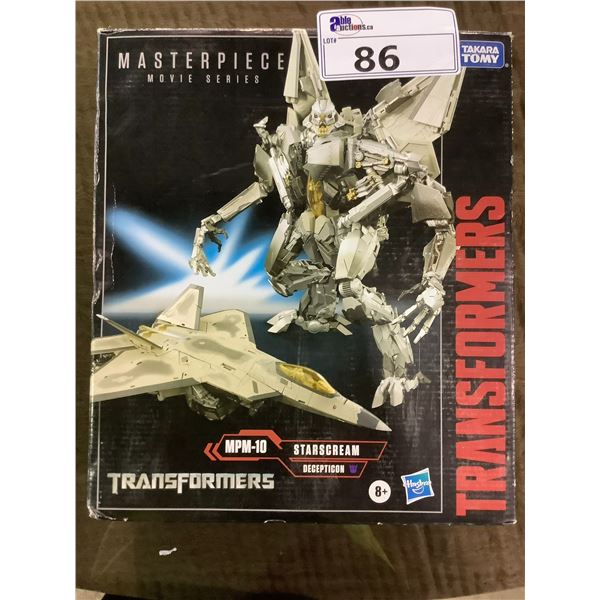 able
auctions.ca
LOT#
86
MASTERPIECE
MOVIE SERIES
TAKARA
TOMY
TRANSFORMERS
MPM-10
STARSCREAM
DECEPTICON
TRANSFORMERS
8+
Hasbro